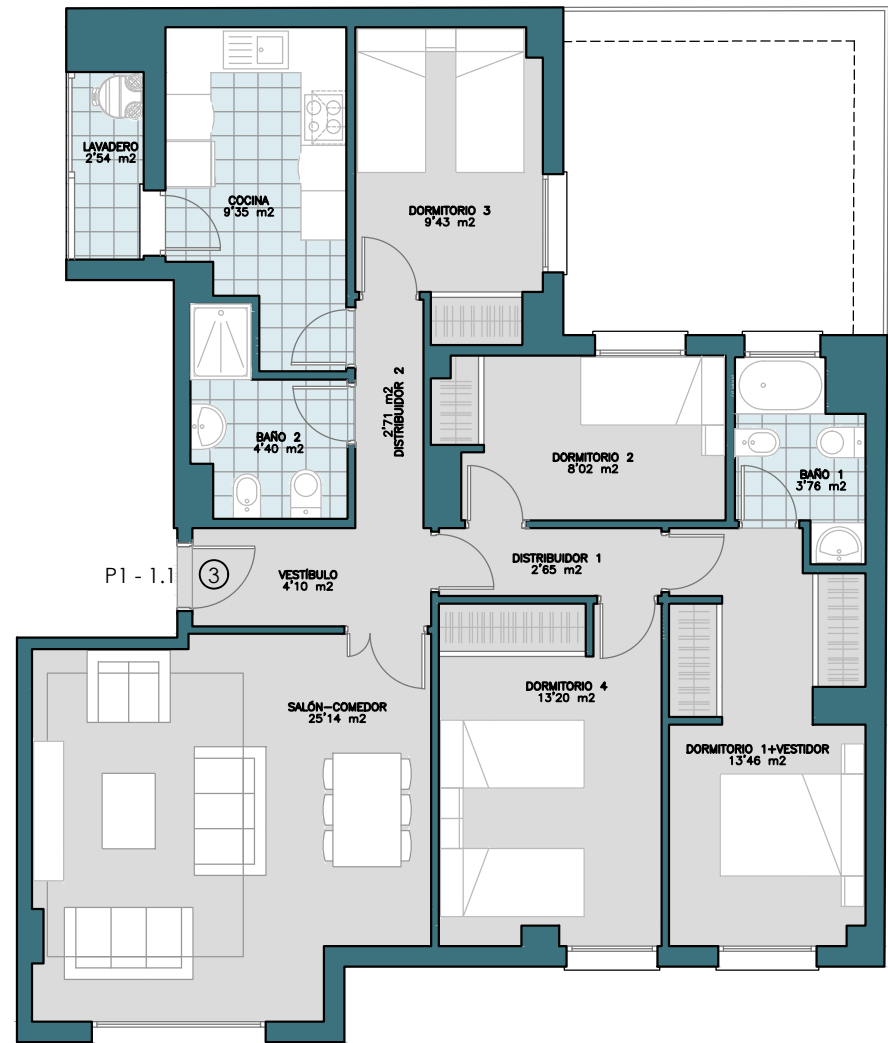 LAVADERO
2'54 m2
COCINA
9'35 m2
DORMITORIO 3
9'43 m2
DISTRIBUIDOR 2
2'71 m2
BAÑO 2
4'40 m2
DORMITORIO 2
8'02 m2
BAÑO 1
3'76 m2
P1 - 1.1
3
VESTÍBULO
4'10 m2
DISTRIBUIDOR 1
2'65 m2
SALÓN-COMEDOR
25'14 m2
DORMITORIO 4
13'20 m2
DORMITORIO 1+VESTIDOR
13'46 m2